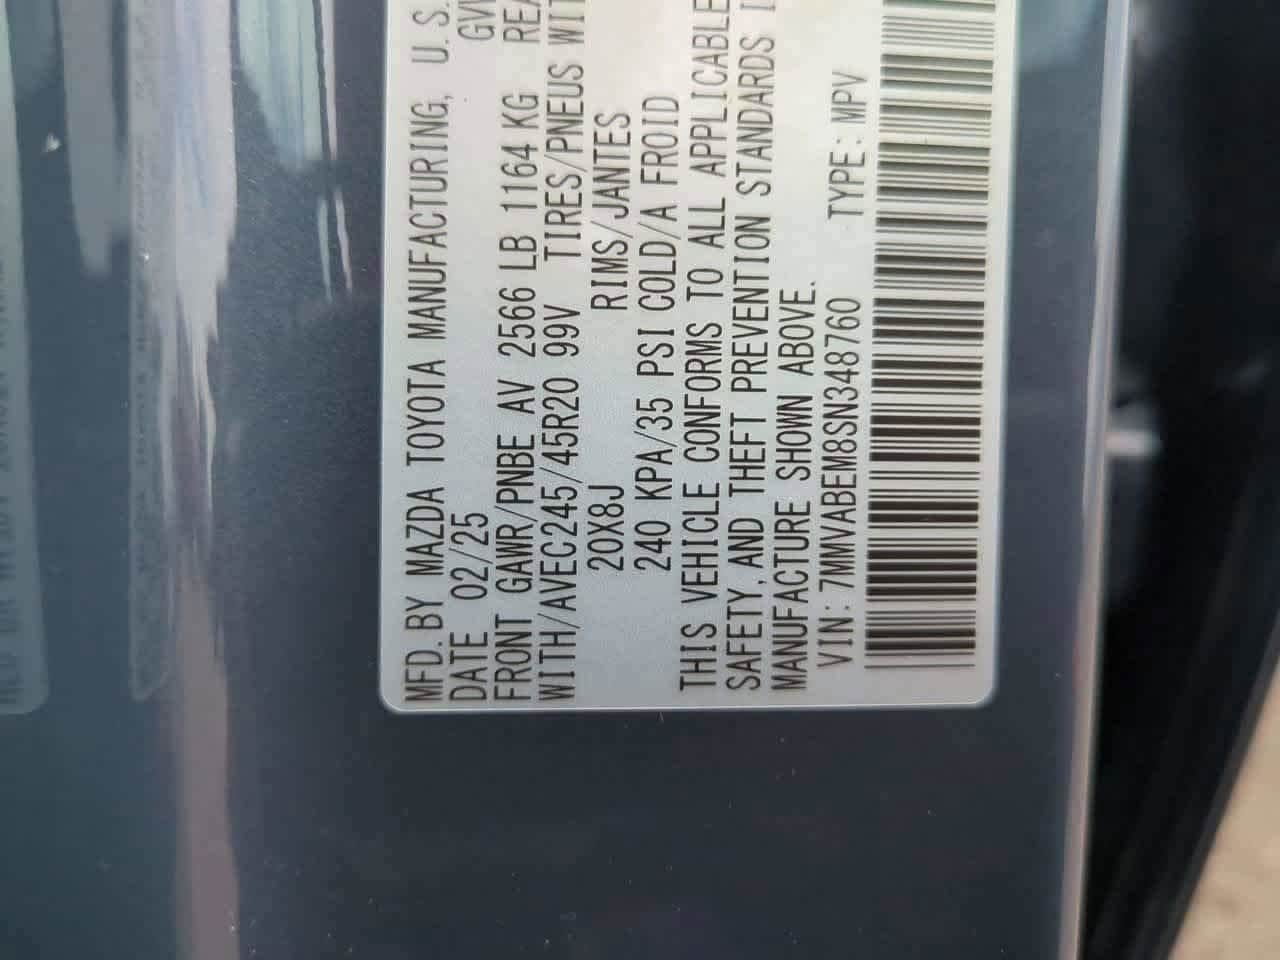 MFD. BY MAZDA TOYOTA MANUFACTURING, U.S.
DATE 02/25
FRONT GAWR/PNBE AV 2566 LB 1164 KG
WITH/AVEC245/45R20 99V TIRES/PNEUS
20X8J RIMS/JANTES
240 KPA/35 PSI COLD/A FROID
THIS VEHICLE CONFORMS TO ALL APPLICABLE
SAFETY, AND THEFT PREVENTION STANDARDS
MANUFACTURE SHOWN ABOVE.
VIN: 7MMVABEM8SN348760 TYPE: MPV